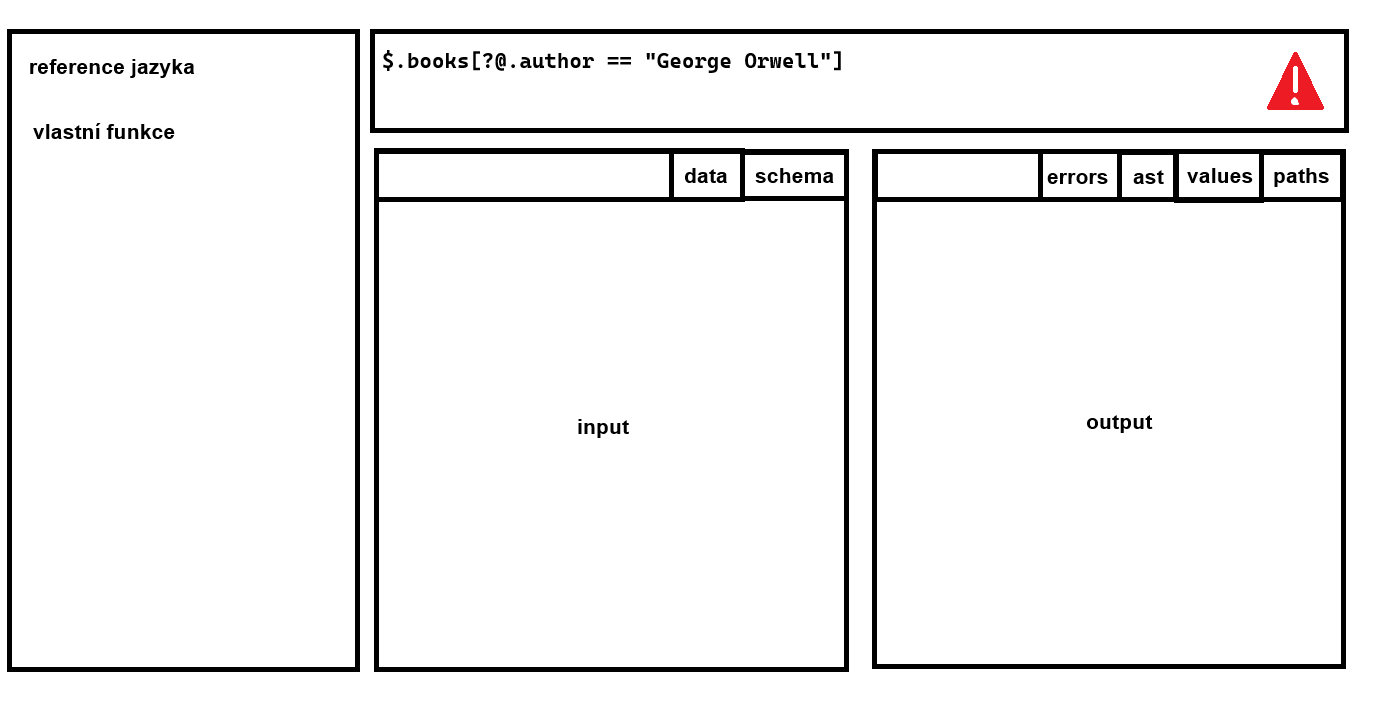 reference jazyka
vlastní funkce
$.books[?@.author == "George Orwell"]
data
schema
input
errors
ast
values
paths
output